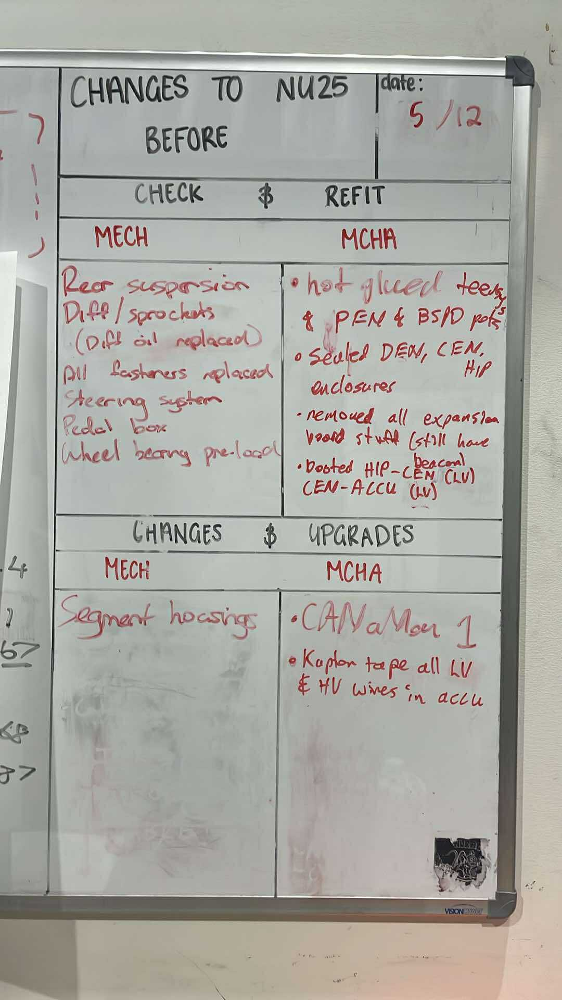 CHANGES TO NU25
BEFORE
date:
5/12
CHECK & REFIT
MECH
MCHA
Rear suspension
Diff/sprockets
(Diff oil replaced)
All fasteners replaced
Steering system
Pedal box
Wheel bearing pre-load
• hot glued teensy's
& PEN & BSPD pots
• Sealed DEN, CEN,
HIP
enclosures
• removed all expansion
board stuff (still have
beacon)
• booted HIP-CEN (LV)
CEN-ACCU (LV)
CHANGES & UPGRADES
MECH
MCHA
Segment housings
• CANaMon 1
• Kapton tape all LV
& HV wires in accu
.4
67
68
87
VISION